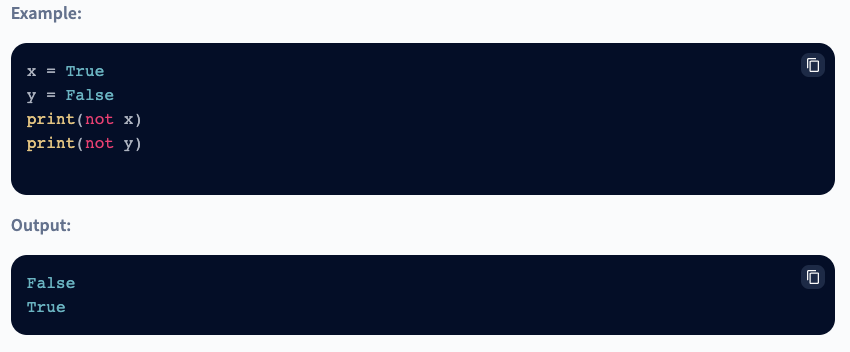 Example:
x = True
y = False
print(not x)
print(not y)
Output:
False
True